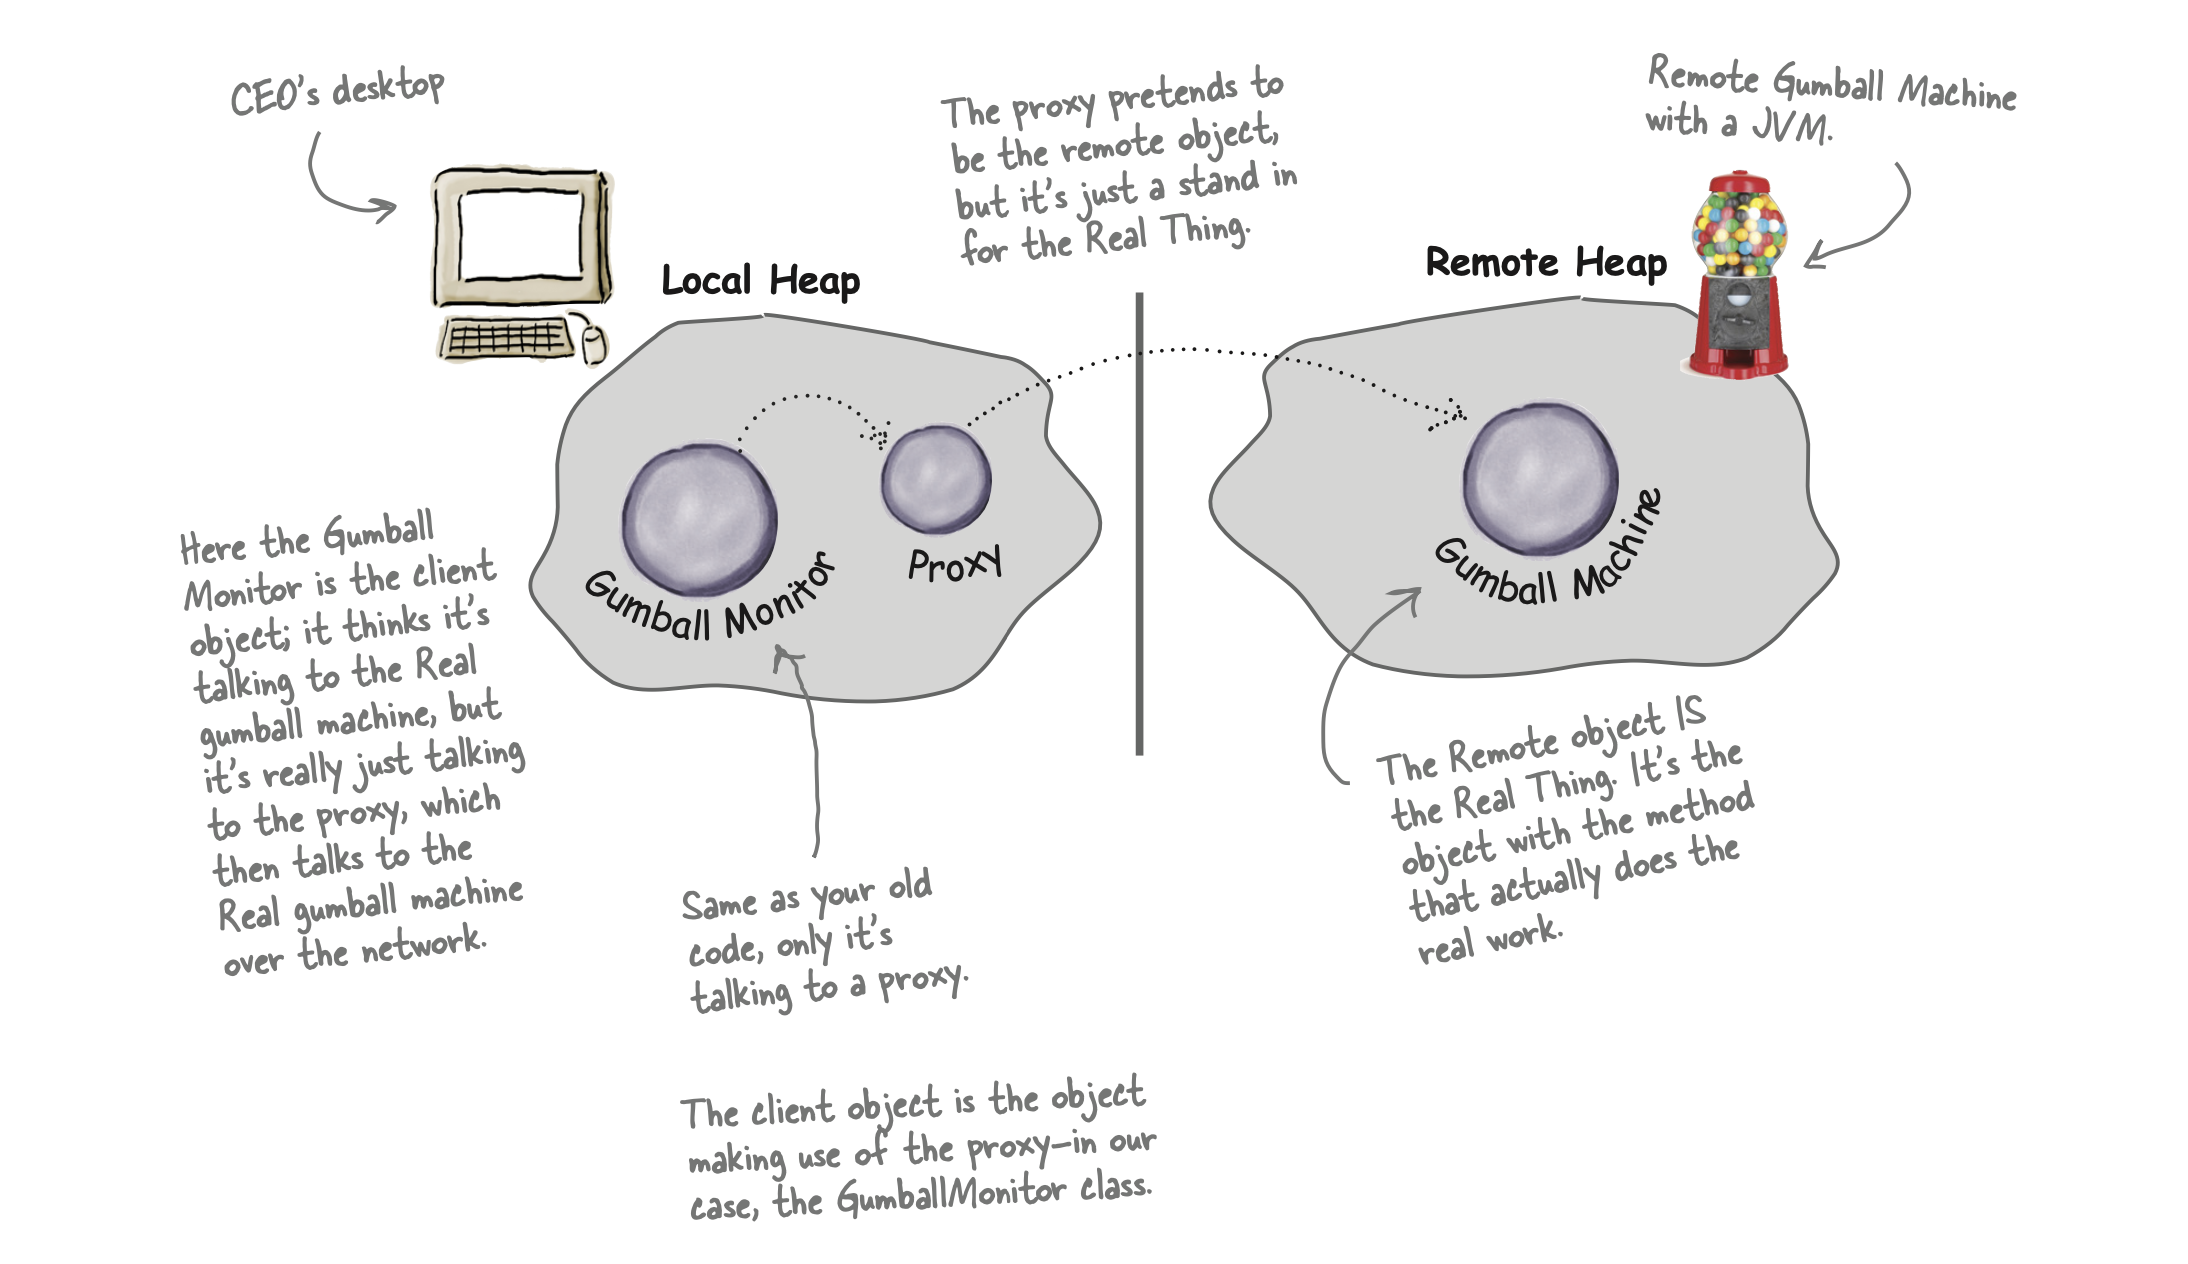 CEO's desktop
The proxy pretends to
be the remote object,
but it's just a stand in
for the Real Thing.
Remote Gumball Machine
with a JVM.
Local Heap
Remote Heap
Gumball Monitor
Proxy
Gumball Machine
Here the Gumball
Monitor is the client
object; it thinks it's
talking to the Real
gumball machine, but
it's really just talking
to the proxy, which
then talks to the
Real gumball machine
over the network.
Same as your old
code, only it's
talking to a proxy.
The Remote object IS
the Real Thing. It's the
object with the method
that actually does the
real work.
The client object is the object
making use of the proxy—in our
case, the GumballMonitor class.